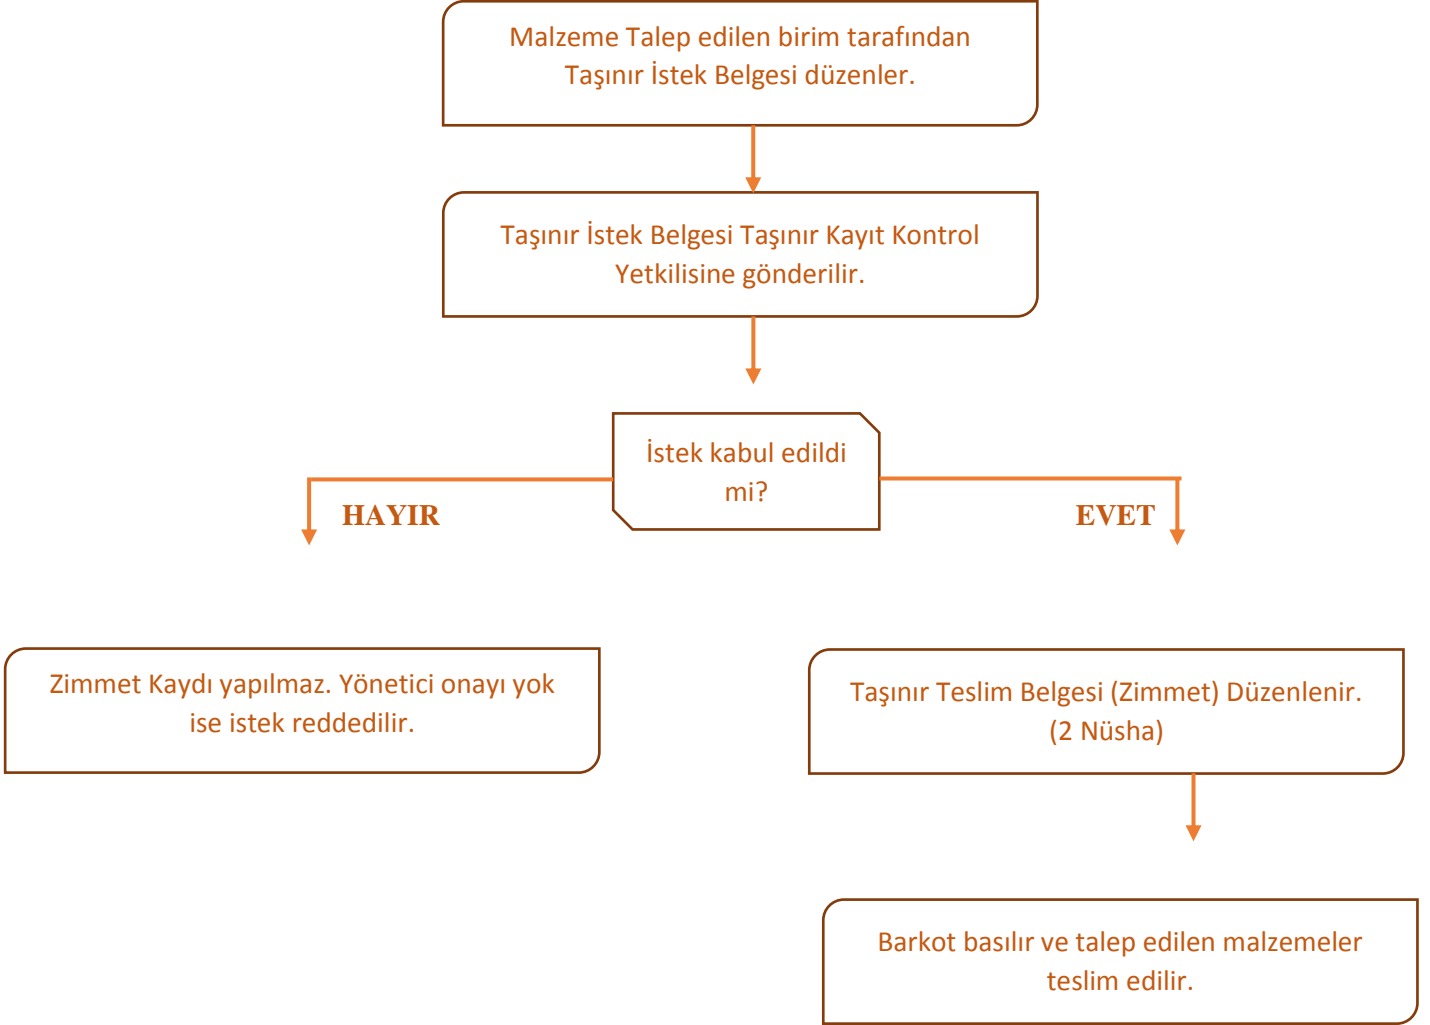 Malzeme Talep edilen birim tarafından
Taşınır İstek Belgesi düzenler.
Taşınır İstek Belgesi Taşınır Kayıt Kontrol
Yetkilisine gönderilir.
İstek kabul edildi
mi?
HAYIR
EVET
Zimmet Kaydı yapılmaz. Yönetici onayı yok
ise istek reddedilir.
Taşınır Teslim Belgesi (Zimmet) Düzenlenir.
(2 Nüsha)
Barkot basılır ve talep edilen malzemeler
teslim edilir.